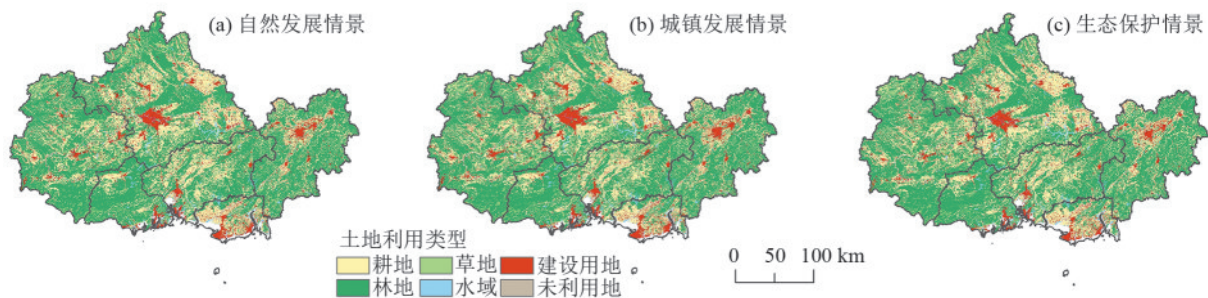 (a) 自然发展情景
(b) 城镇发展情景
(c) 生态保护情景
土地利用类型
耕地 草地 建设用地
林地 水域 未利用地
0 50 100 km